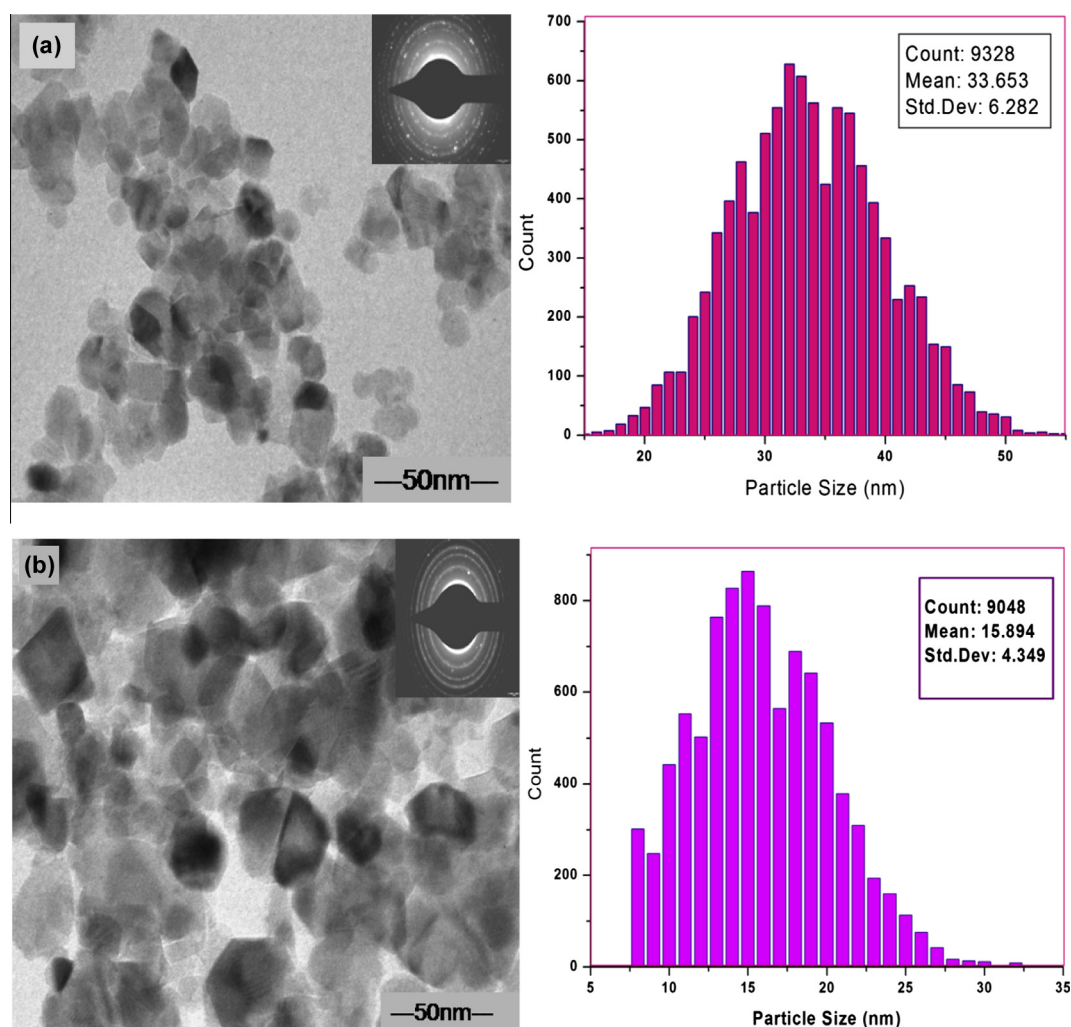 (a)
—50nm—
700
600
500
400
300
200
100
0
Count
20 30 40
Particle Size (nm)
Count: 9328
Mean: 33.653
Std.Dev: 6.282
(b)
—50nm—
800
600
400
200
0
Count
5 10 15 20 25 30 35
Particle Size (nm)
Count: 9048
Mean: 15.894
Std.Dev: 4.349